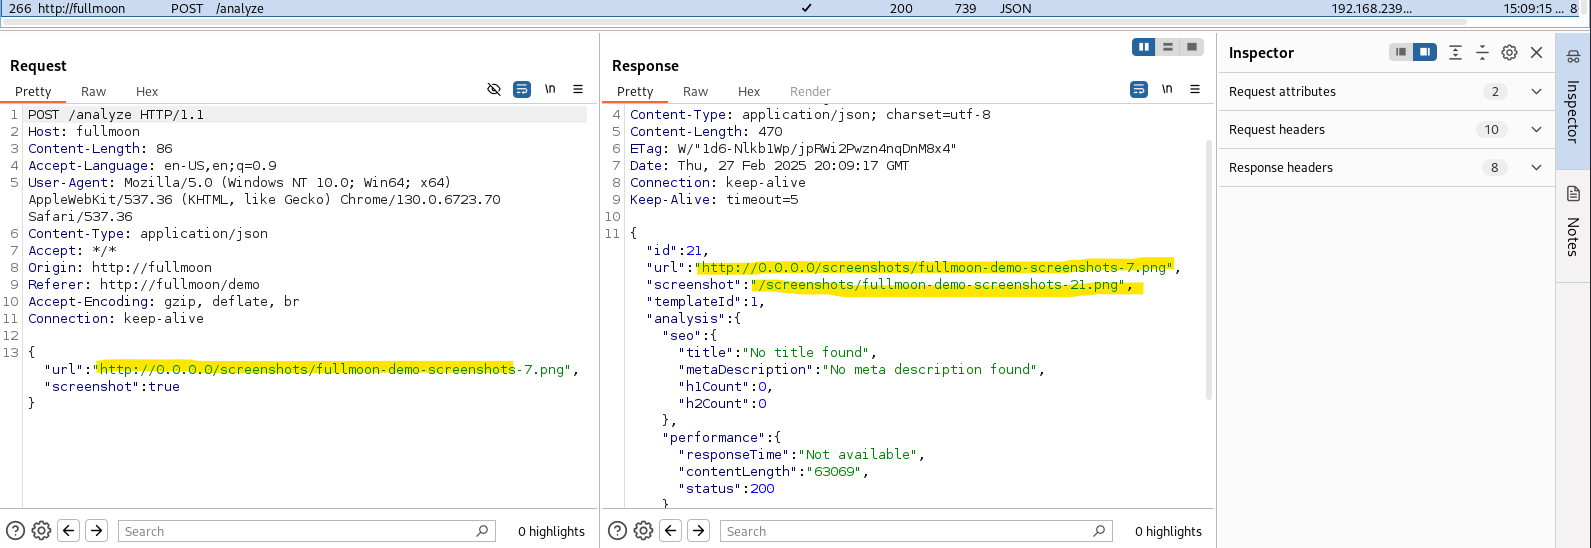 266 http://fullmoon POST /analyze ✓ 200 739 JSON 192.168.239... 15:09:15 ... 8
Request
Pretty Raw Hex
\n
1 POST /analyze HTTP/1.1
2 Host: fullmoon
3 Content-Length: 86
4 Accept-Language: en-US,en;q=0.9
5 User-Agent: Mozilla/5.0 (Windows NT 10.0; Win64; x64)
AppleWebKit/537.36 (KHTML, like Gecko) Chrome/130.0.6723.70
Safari/537.36
6 Content-Type: application/json
7 Accept: */*
8 Origin: http://fullmoon
9 Referer: http://fullmoon/demo
10 Accept-Encoding: gzip, deflate, br
11 Connection: keep-alive
12
13 {
"url":"http://0.0.0.0/screenshots/fullmoon-demo-screenshots-7.png",
"screenshot":true
}
Search
0 highlights
Response
Pretty Raw Hex Render
\n
4 Content-Type: application/json; charset=utf-8
5 Content-Length: 470
6 ETag: W/"1d6-Nlkb1Wp/jpRWi2Pwzn4nqDnM8x4"
7 Date: Thu, 27 Feb 2025 20:09:17 GMT
8 Connection: keep-alive
9 Keep-Alive: timeout=5
10
11 {
"id":21,
"url":"http://0.0.0.0/screenshots/fullmoon-demo-screenshots-7.png",
"screenshot":"/screenshots/fullmoon-demo-screenshots-21.png",
"templateId":1,
"analysis":{
"seo":{
"title":"No title found",
"metaDescription":"No meta description found",
"h1Count":0,
"h2Count":0
},
"performance":{
"responseTime":"Not available",
"contentLength":"63069",
"status":200
}
Search
0 highlights
Inspector
Request attributes 2
Request headers 10
Response headers 8
Inspector
Notes